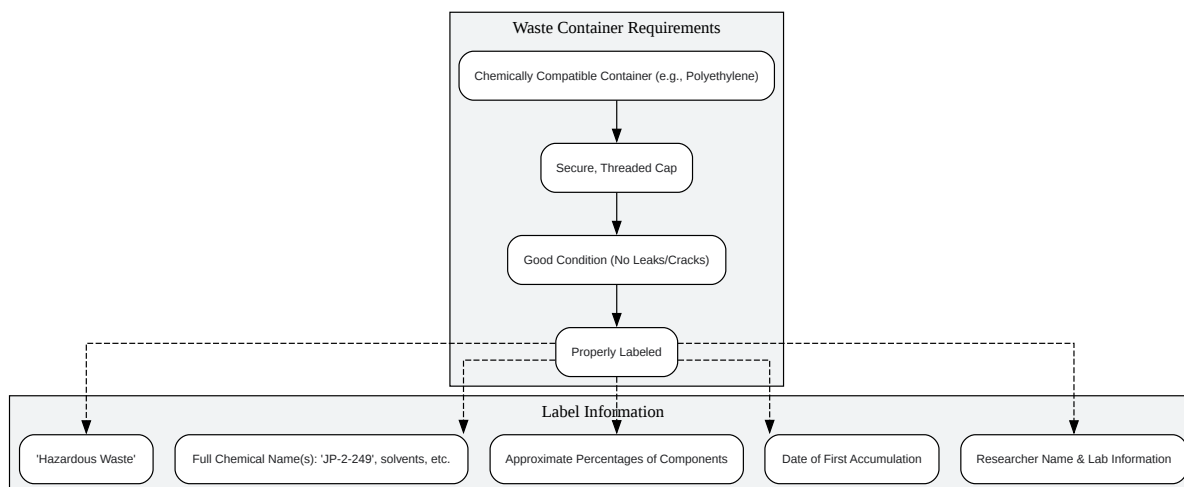 Waste Container Requirements
Chemically Compatible Container (e.g., Polyethylene)
Secure, Threaded Cap
Good Condition (No Leaks/Cracks)
Properly Labeled
Label Information
'Hazardous Waste'
Full Chemical Name(s): 'JP-2-249', solvents, etc.
Approximate Percentages of Components
Date of First Accumulation
Researcher Name & Lab Information